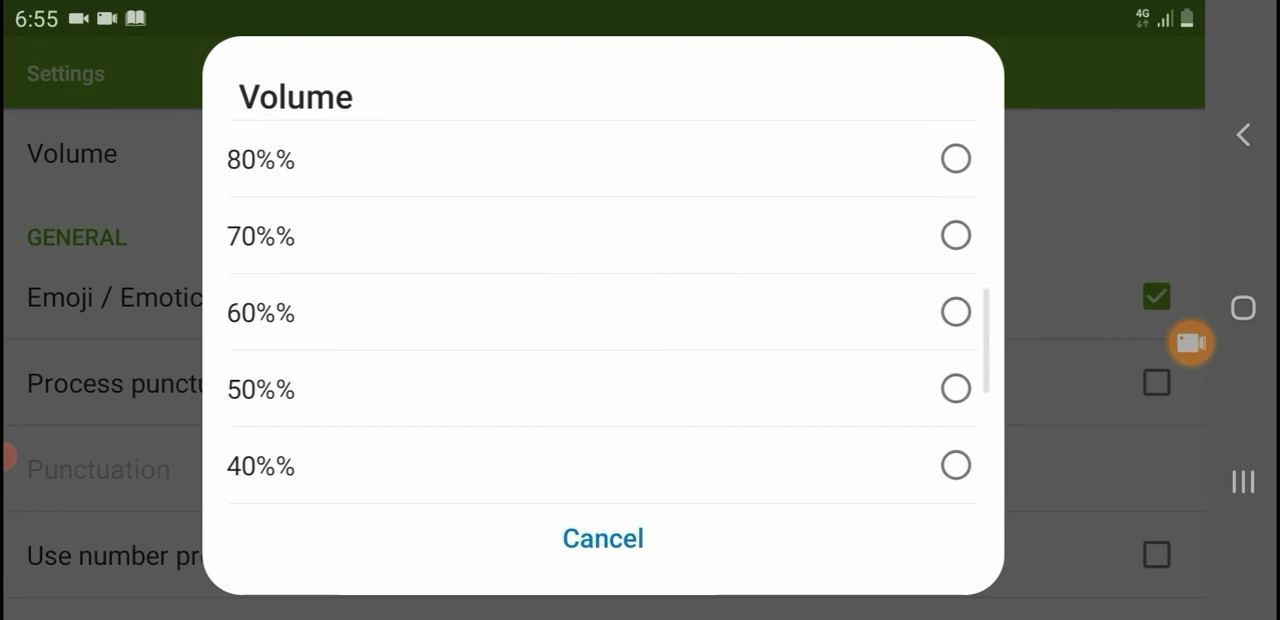 6:55
4G
Settings
Volume
Volume
80%%
70%%
GENERAL
Emoji / Emotic
60%%
Process punctu
50%%
Punctuation
40%%
Use number pr
Cancel